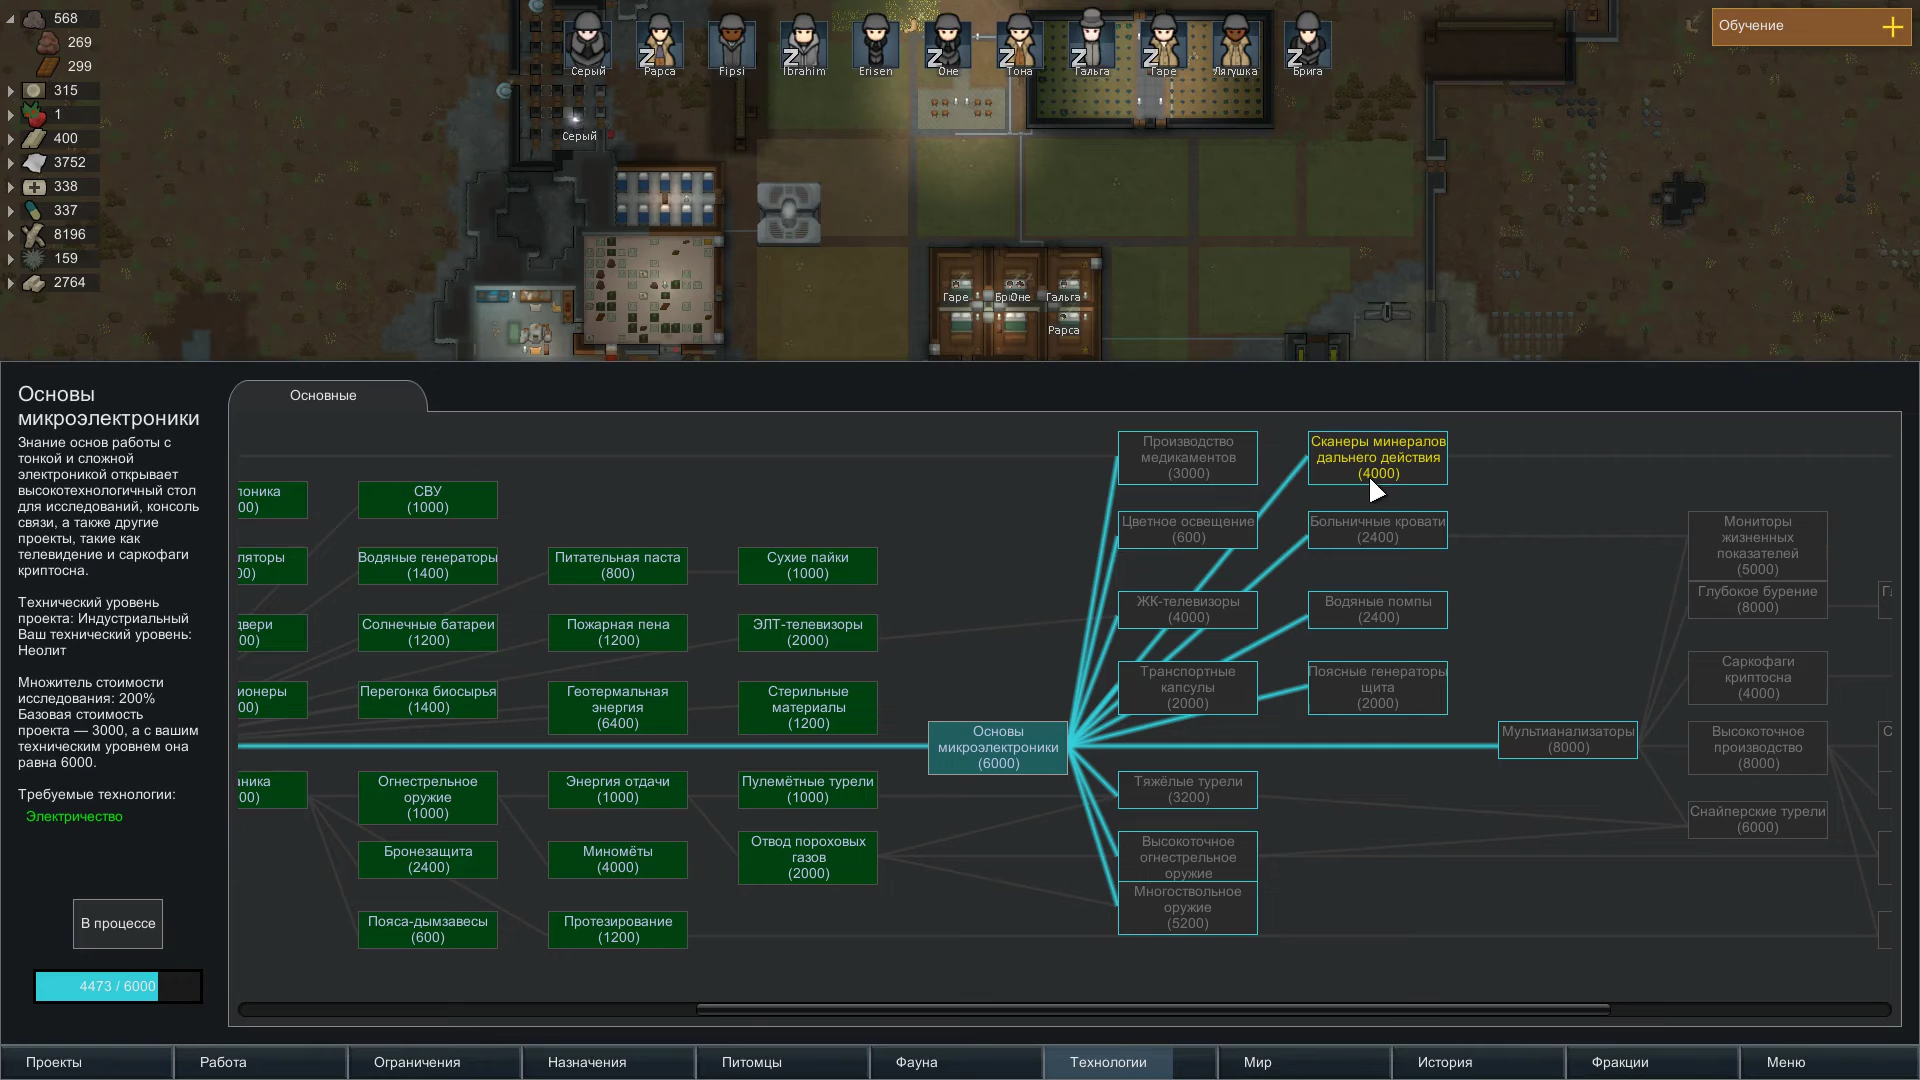 568
269
299
315
1
400
3752
338
337
8196
159
2764
Серый
Рарса
Fipsi
Ibrahim
Erisen
Оне
Тона
Гальга
Гаре
Лягушка
Брига
Обучение
Серый
Гаре
Оне
Гальга
Рарса
Основы
микроэлектроники
Знание основ работы с
тонкой и сложной
электроникой открывает
высокотехнологичный стол
для исследований, консоль
связи, а также другие
проекты, такие как
телевидение и саркофаги
криптосна.
Технический уровень
проекта: Индустриальный
Ваш технический уровень:
Неолит
Множитель стоимости
исследования: 200%
Базовая стоимость
проекта — 3000, а с вашим
техническим уровнем она
равна 6000.
Требуемые технологии:
Электричество
В процессе
4473 / 6000
Основные
СВУ
(1000)
Водяные генераторы
(1400)
Солнечные батареи
(1200)
Перегонка биосырья
(1400)
Огнестрельное
оружие
(1000)
Бронезащита
(2400)
Пояса-дымзавесы
(600)
Питательная паста
(800)
Пожарная пена
(1200)
Геотермальная
энергия
(6400)
Энергия отдачи
(1000)
Миномёты
(4000)
Протезирование
(1200)
Сухие пайки
(1000)
ЭЛТ-телевизоры
(2000)
Стерильные
материалы
(1200)
Пулемётные турели
(1000)
Отвод пороховых
газов
(2000)
Основы
микроэлектроники
(6000)
Производство
медикаментов
(3000)
Цветное освещение
(600)
ЖК-телевизоры
(4000)
Транспортные
капсулы
(2000)
Тяжёлые турели
(3200)
Высокоточное
огнестрельное
оружие
Многоствольное
оружие
(5200)
Сканеры минералов
дальнего действия
(4000)
Больничные кровати
(2400)
Водяные помпы
(2400)
Поясные генераторы
щита
(2000)
Мультианализаторы
(8000)
Мониторы
жизненных
показателей
(5000)
Глубокое бурение
(8000)
Саркофаги
криптосна
(4000)
Высокоточное
производство
(8000)
Снайперские турели
(6000)
Проекты
Работа
Ограничения
Назначения
Питомцы
Фауна
Технологии
Мир
История
Фракции
Меню